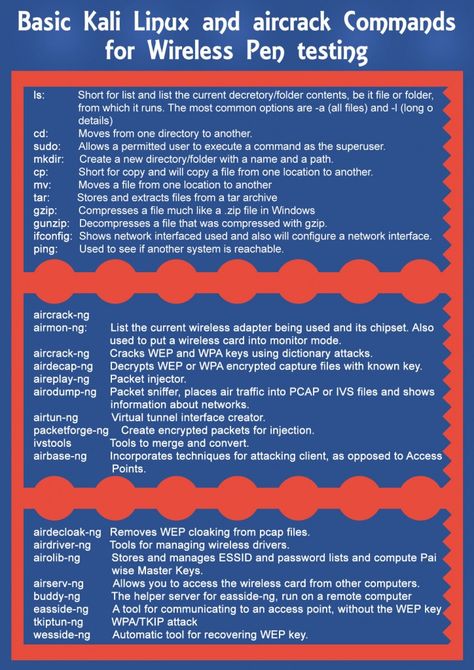 Basic Kali Linux and aircrack Commands
for Wireless Pen testing
ls: Short for list and list the current decretory/folder contents, be it file or folder,
from which it runs. The most common options are -a (all files) and -l (long o
details)
cd: Moves from one directory to another.
sudo: Allows a permitted user to execute a command as the superuser.
mkdir: Create a new directory/folder with a name and a path.
cp: Short for copy and will copy a file from one location to another.
mv: Moves a file from one location to another
tar: Stores and extracts files from a tar archive
gzip: Compresses a file much like a .zip file in Windows
gunzip: Decompresses a file that was compressed with gzip.
ifconfig: Shows network interfaced used and also will configure a network interface.
ping: Used to see if another system is reachable.
aircrack-ng
airmon-ng: List the current wireless adapter being used and its chipset. Also
used to put a wireless card into monitor mode.
aircrack-ng Cracks WEP and WPA keys using dictionary attacks.
airdecap-ng Decrypts WEP or WPA encrypted capture files with known key.
aireplay-ng Packet injector.
airodump-ng Packet sniffer, places air traffic into PCAP or IVS files and shows
information about networks.
airtun-ng Virtual tunnel interface creator.
packetforge-ng Create encrypted packets for injection.
ivstools Tools to merge and convert.
airbase-ng Incorporates techniques for attacking client, as opposed to Access
Points.
airdecloak-ng Removes WEP cloaking from pcap files.
airdriver-ng Tools for managing wireless drivers.
airolib-ng Stores and manages ESSID and password lists and compute Pai
wise Master Keys.
airserv-ng Allows you to access the wireless card from other computers.
buddy-ng The helper server for easside-ng, run on a remote computer
easside-ng A tool for communicating to an access point, without the WEP key
tkiptun-ng WPA/TKIP attack
wesside-ng Automatic tool for recovering WEP key.